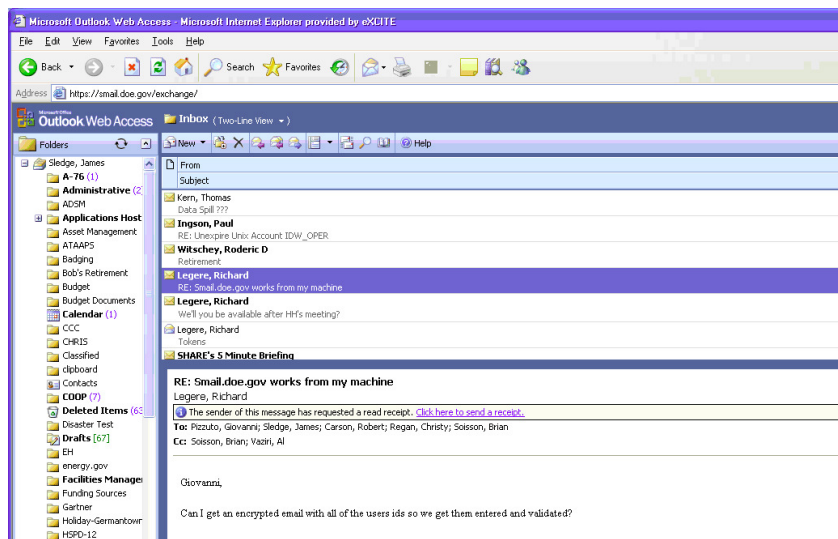 Microsoft Outlook Web Access - Microsoft Internet Explorer provided by eXCITE
File Edit View Favorites Tools Help
Back Search Favorites
Address https://smail.doe.gov/exchange/
Microsoft Office
Outlook Web Access Inbox (Two-Line View )
Folders New Help
Sledge, James
A-76 (1)
Administrative (2
ADSM
Applications Host
Asset Management
ATAAPS
Badging
Bob's Retirement
Budget
Budget Documents
Calendar (1)
CCC
CHRIS
Classified
clipboard
Contacts
COOP (7)
Deleted Items (63
Disaster Test
Drafts [67]
EH
energy.gov
Facilities Manager
Funding Sources
Gartner
Holiday-Germantown
HSPD-12
From
Subject
Kern, Thomas
Data Spill ???
Ingson, Paul
RE: Unexpire Unix Account IDW_OPER
Witschey, Roderic D
Retirement
Legere, Richard
RE: Smail.doe.gov works from my machine
Legere, Richard
We'll you be available after HH's meeting?
Legere, Richard
Tokens
SHARE's 5 Minute Briefing
RE: Smail.doe.gov works from my machine
Legere, Richard
The sender of this message has requested a read receipt. Click here to send a receipt.
To: Pizzuto, Giovanni; Sledge, James; Carson, Robert; Regan, Christy; Soisson, Brian
Cc: Soisson, Brian; Vaziri, Al
Giovanni,
Can I get an encrypted email with all of the users ids so we get them entered and validated?